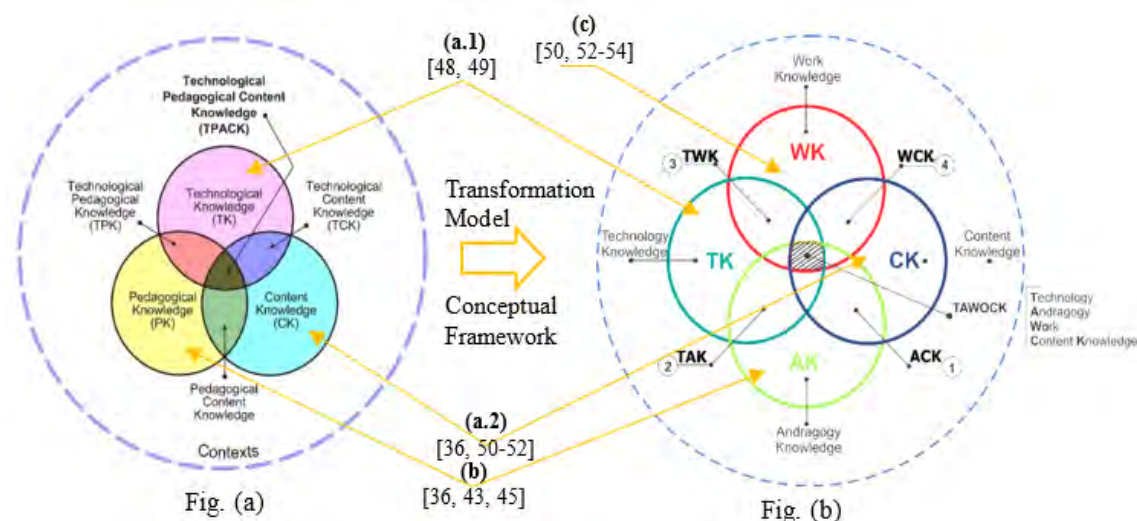 (a.1)
[48, 49]
(c)
[50, 52-54]
Technological
Pedagogical Content
Knowledge
(TPACK)
Technological
Pedagogical
Knowledge
(TPK)
Technological
Knowledge
(TK)
Technological
Content
Knowledge
(TCK)
Pedagogical
Knowledge
(PK)
Content
Knowledge
(CK)
Pedagogical
Content
Knowledge
Contexts
Fig. (a)
Transformation
Model
Conceptual
Framework
(a.2)
[36, 50-52]
(b)
[36, 43, 45]
Work
Knowledge
WK
3
TWK
WCK
4
Technology
Knowledge
TK
CK
Content
Knowledge
TAWOCK
Technology
Andragogy
Work
Content Knowledge
2
TAK
AK
ACK
1
Andragogy
Knowledge
Fig. (b)